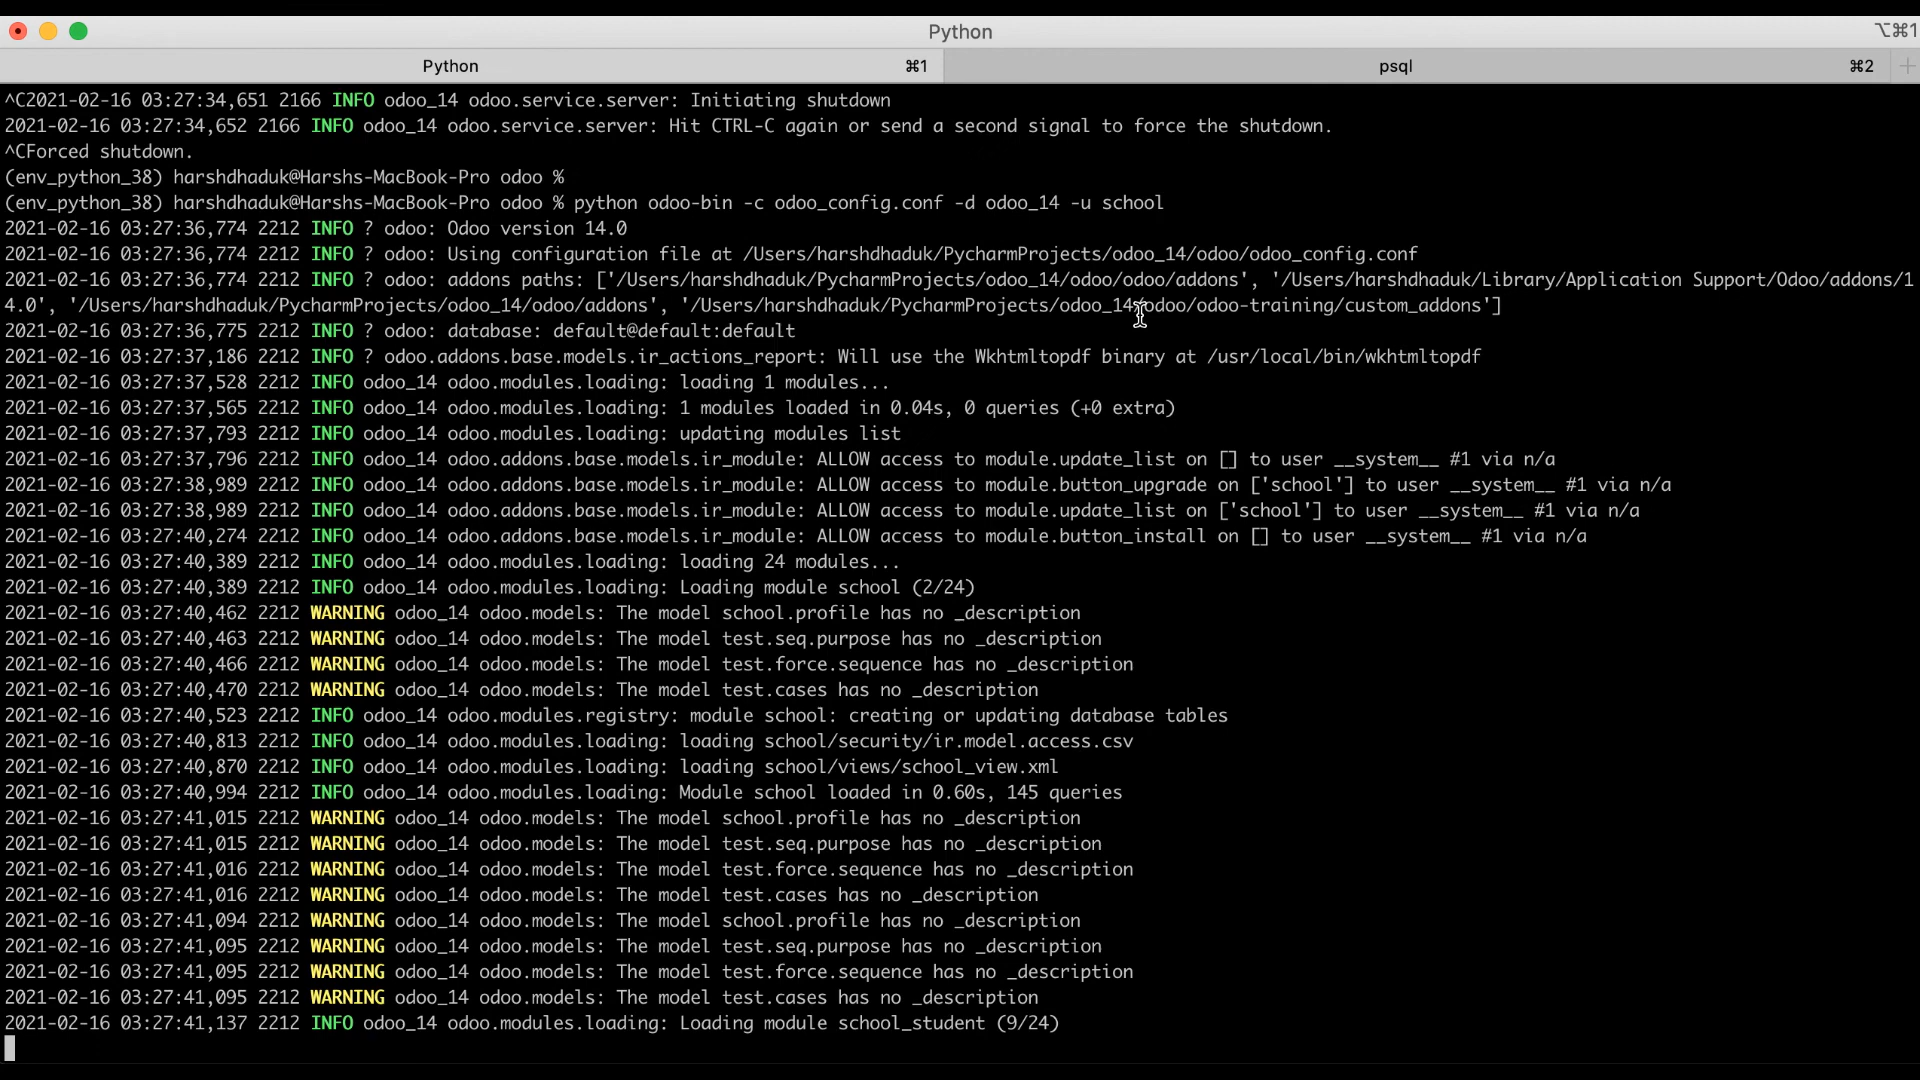 Python
⌥⌘1
Python ⌘1 psql ⌘2 +
^C2021-02-16 03:27:34,651 2166 INFO odoo_14 odoo.service.server: Initiating shutdown
2021-02-16 03:27:34,652 2166 INFO odoo_14 odoo.service.server: Hit CTRL-C again or send a second signal to force the shutdown.
^CForced shutdown.
(env_python_38) harshdhaduk@Harshs-MacBook-Pro odoo %
(env_python_38) harshdhaduk@Harshs-MacBook-Pro odoo % python odoo-bin -c odoo_config.conf -d odoo_14 -u school
2021-02-16 03:27:36,774 2212 INFO ? odoo: Odoo version 14.0
2021-02-16 03:27:36,774 2212 INFO ? odoo: Using configuration file at /Users/harshdhaduk/PycharmProjects/odoo_14/odoo/odoo_config.conf
2021-02-16 03:27:36,774 2212 INFO ? odoo: addons paths: ['/Users/harshdhaduk/PycharmProjects/odoo_14/odoo/odoo/addons', '/Users/harshdhaduk/Library/Application Support/Odoo/addons/1
4.0', '/Users/harshdhaduk/PycharmProjects/odoo_14/odoo/addons', '/Users/harshdhaduk/PycharmProjects/odoo_14/odoo/odoo-training/custom_addons']
2021-02-16 03:27:36,775 2212 INFO ? odoo: database: default@default:default
2021-02-16 03:27:37,186 2212 INFO ? odoo.addons.base.models.ir_actions_report: Will use the Wkhtmltopdf binary at /usr/local/bin/wkhtmltopdf
2021-02-16 03:27:37,528 2212 INFO odoo_14 odoo.modules.loading: loading 1 modules...
2021-02-16 03:27:37,565 2212 INFO odoo_14 odoo.modules.loading: 1 modules loaded in 0.04s, 0 queries (+0 extra)
2021-02-16 03:27:37,793 2212 INFO odoo_14 odoo.modules.loading: updating modules list
2021-02-16 03:27:37,796 2212 INFO odoo_14 odoo.addons.base.models.ir_module: ALLOW access to module.update_list on [] to user __system__ #1 via n/a
2021-02-16 03:27:38,989 2212 INFO odoo_14 odoo.addons.base.models.ir_module: ALLOW access to module.button_upgrade on ['school'] to user __system__ #1 via n/a
2021-02-16 03:27:38,989 2212 INFO odoo_14 odoo.addons.base.models.ir_module: ALLOW access to module.update_list on ['school'] to user __system__ #1 via n/a
2021-02-16 03:27:40,274 2212 INFO odoo_14 odoo.addons.base.models.ir_module: ALLOW access to module.button_install on [] to user __system__ #1 via n/a
2021-02-16 03:27:40,389 2212 INFO odoo_14 odoo.modules.loading: loading 24 modules...
2021-02-16 03:27:40,389 2212 INFO odoo_14 odoo.modules.loading: Loading module school (2/24)
2021-02-16 03:27:40,462 2212 WARNING odoo_14 odoo.models: The model school.profile has no _description
2021-02-16 03:27:40,463 2212 WARNING odoo_14 odoo.models: The model test.seq.purpose has no _description
2021-02-16 03:27:40,466 2212 WARNING odoo_14 odoo.models: The model test.force.sequence has no _description
2021-02-16 03:27:40,470 2212 WARNING odoo_14 odoo.models: The model test.cases has no _description
2021-02-16 03:27:40,523 2212 INFO odoo_14 odoo.modules.registry: module school: creating or updating database tables
2021-02-16 03:27:40,813 2212 INFO odoo_14 odoo.modules.loading: loading school/security/ir.model.access.csv
2021-02-16 03:27:40,870 2212 INFO odoo_14 odoo.modules.loading: loading school/views/school_view.xml
2021-02-16 03:27:40,994 2212 INFO odoo_14 odoo.modules.loading: Module school loaded in 0.60s, 145 queries
2021-02-16 03:27:41,015 2212 WARNING odoo_14 odoo.models: The model school.profile has no _description
2021-02-16 03:27:41,015 2212 WARNING odoo_14 odoo.models: The model test.seq.purpose has no _description
2021-02-16 03:27:41,016 2212 WARNING odoo_14 odoo.models: The model test.force.sequence has no _description
2021-02-16 03:27:41,016 2212 WARNING odoo_14 odoo.models: The model test.cases has no _description
2021-02-16 03:27:41,094 2212 WARNING odoo_14 odoo.models: The model school.profile has no _description
2021-02-16 03:27:41,095 2212 WARNING odoo_14 odoo.models: The model test.seq.purpose has no _description
2021-02-16 03:27:41,095 2212 WARNING odoo_14 odoo.models: The model test.force.sequence has no _description
2021-02-16 03:27:41,095 2212 WARNING odoo_14 odoo.models: The model test.cases has no _description
2021-02-16 03:27:41,137 2212 INFO odoo_14 odoo.modules.loading: Loading module school_student (9/24)